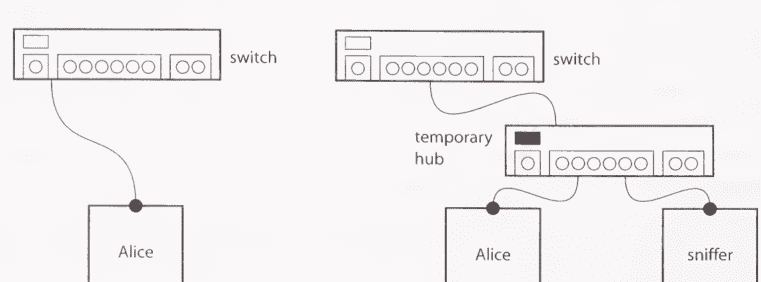 switch
switch
temporary
hub
Alice
Alice
sniffer